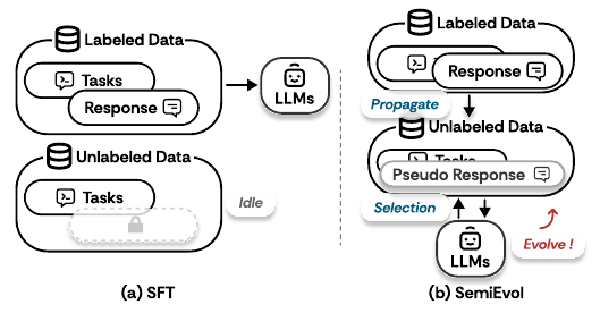 Labeled Data
Tasks
Response
LLMs
Unlabeled Data
Tasks
Idle
(a) SFT
Labeled Data
Response
Propagate
Unlabeled Data
Tasks
Pseudo Response
Selection
LLMs
Evolve !
(b) SemiEvol